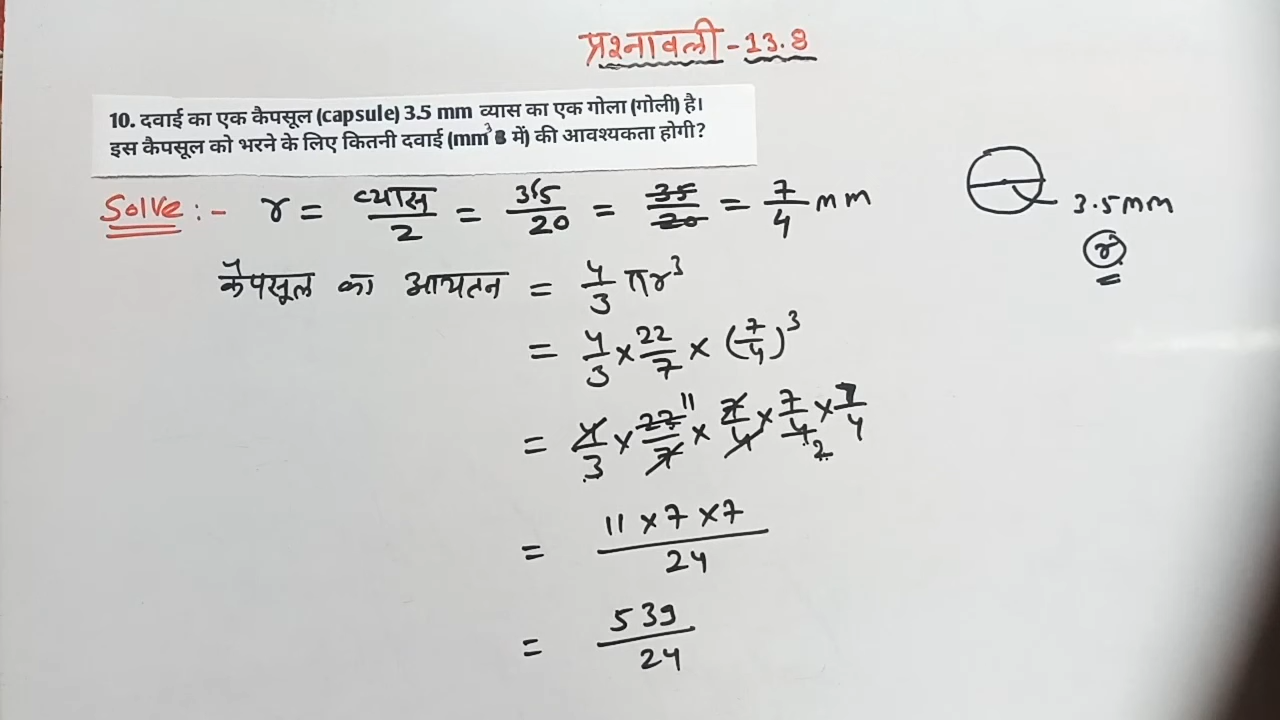 प्रश्नावली - 13.8
10. दवाई का एक कैपसूल (capsule) 3.5 mm व्यास का एक गोला (गोली) है।
इस कैपसूल को भरने के लिए कितनी दवाई (mm³ में) की आवश्यकता होगी?
Solve :- r = व्यास/2 = 35/20 = 35/20 = 7/4 mm
3.5mm
r
कैपसूल का आयतन = 4/3 πr³
= 4/3 × 22/7 × (7/4)³
= 4/3 × 22/7 11 × 7/4 × 7/4 2 × 7/4
= 11 × 7 × 7 / 24
= 539/24